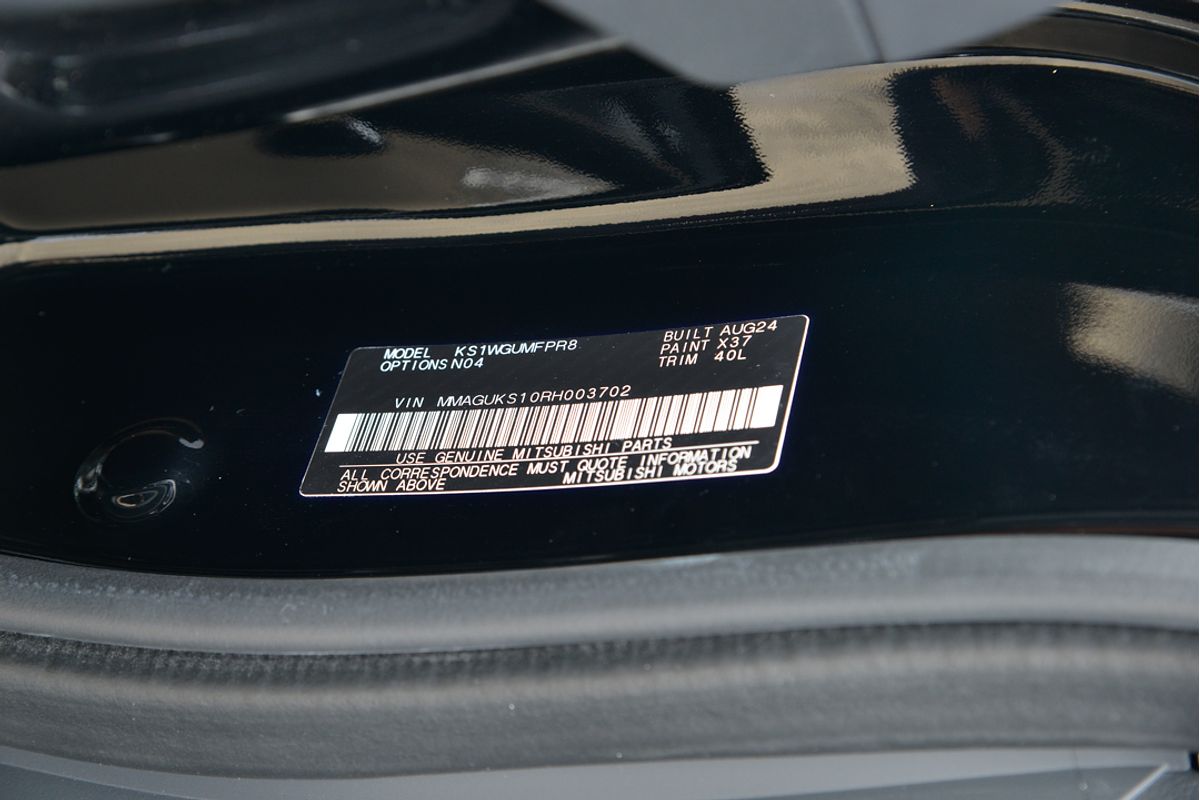 MODEL KS1WGUMFPR8 BUILT AUG24
OPTIONS N04 PAINT X37
TRIM 40L
VIN MMAGUKS10RH003702
USE GENUINE MITSUBISHI PARTS
ALL CORRESPONDENCE MUST QUOTE INFORMATION
SHOWN ABOVE MITSUBISHI MOTORS